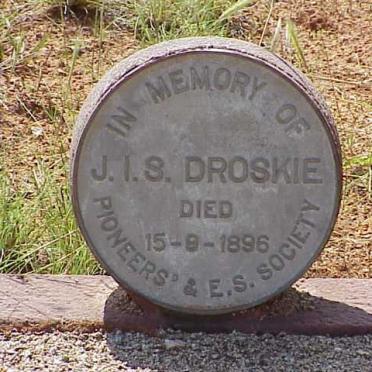 IN MEMORY OF
J.I.S. DROSKIE
DIED
15-9-1896
PIONEERS' & E.S. SOCIETY